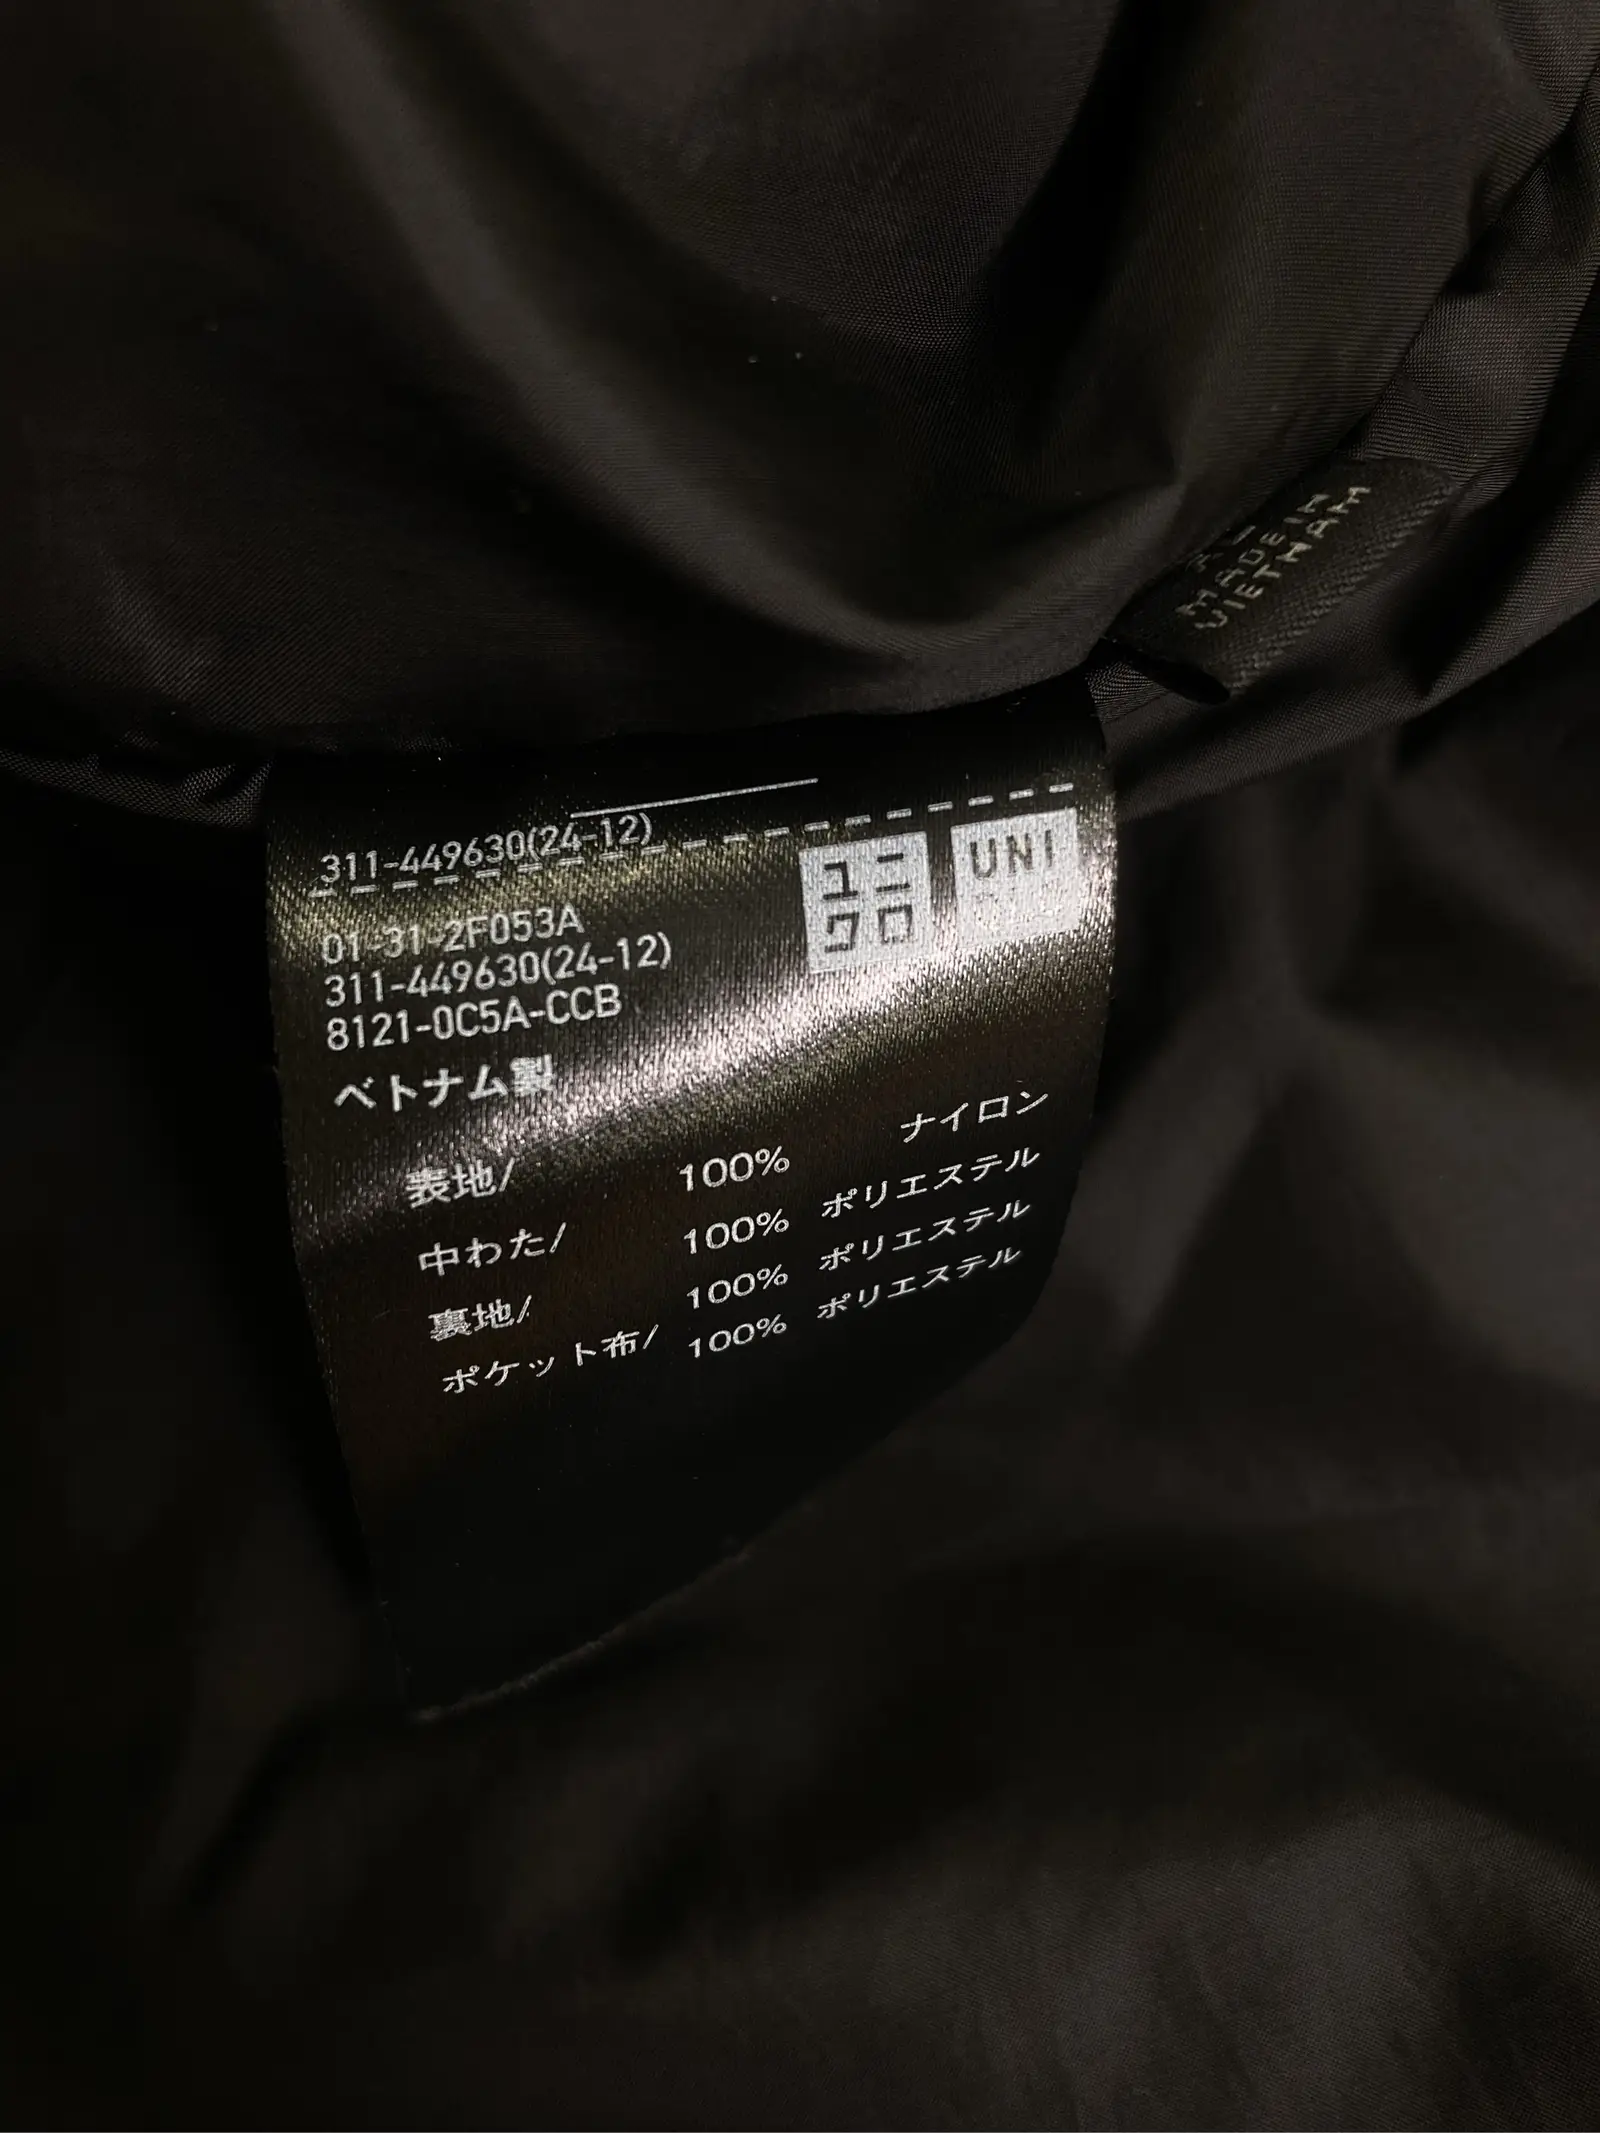 MADE IN
VIETNAM
311-449630(24-12)
ユニ
クロ
UNI
01-31-2F053A
311-449630(24-12)
8121-0C5A-CCB
ベトナム製
表地/ 100% ナイロン
中わた/ 100% ポリエステル
裏地/ 100% ポリエステル
ポケット布/ 100% ポリエステル